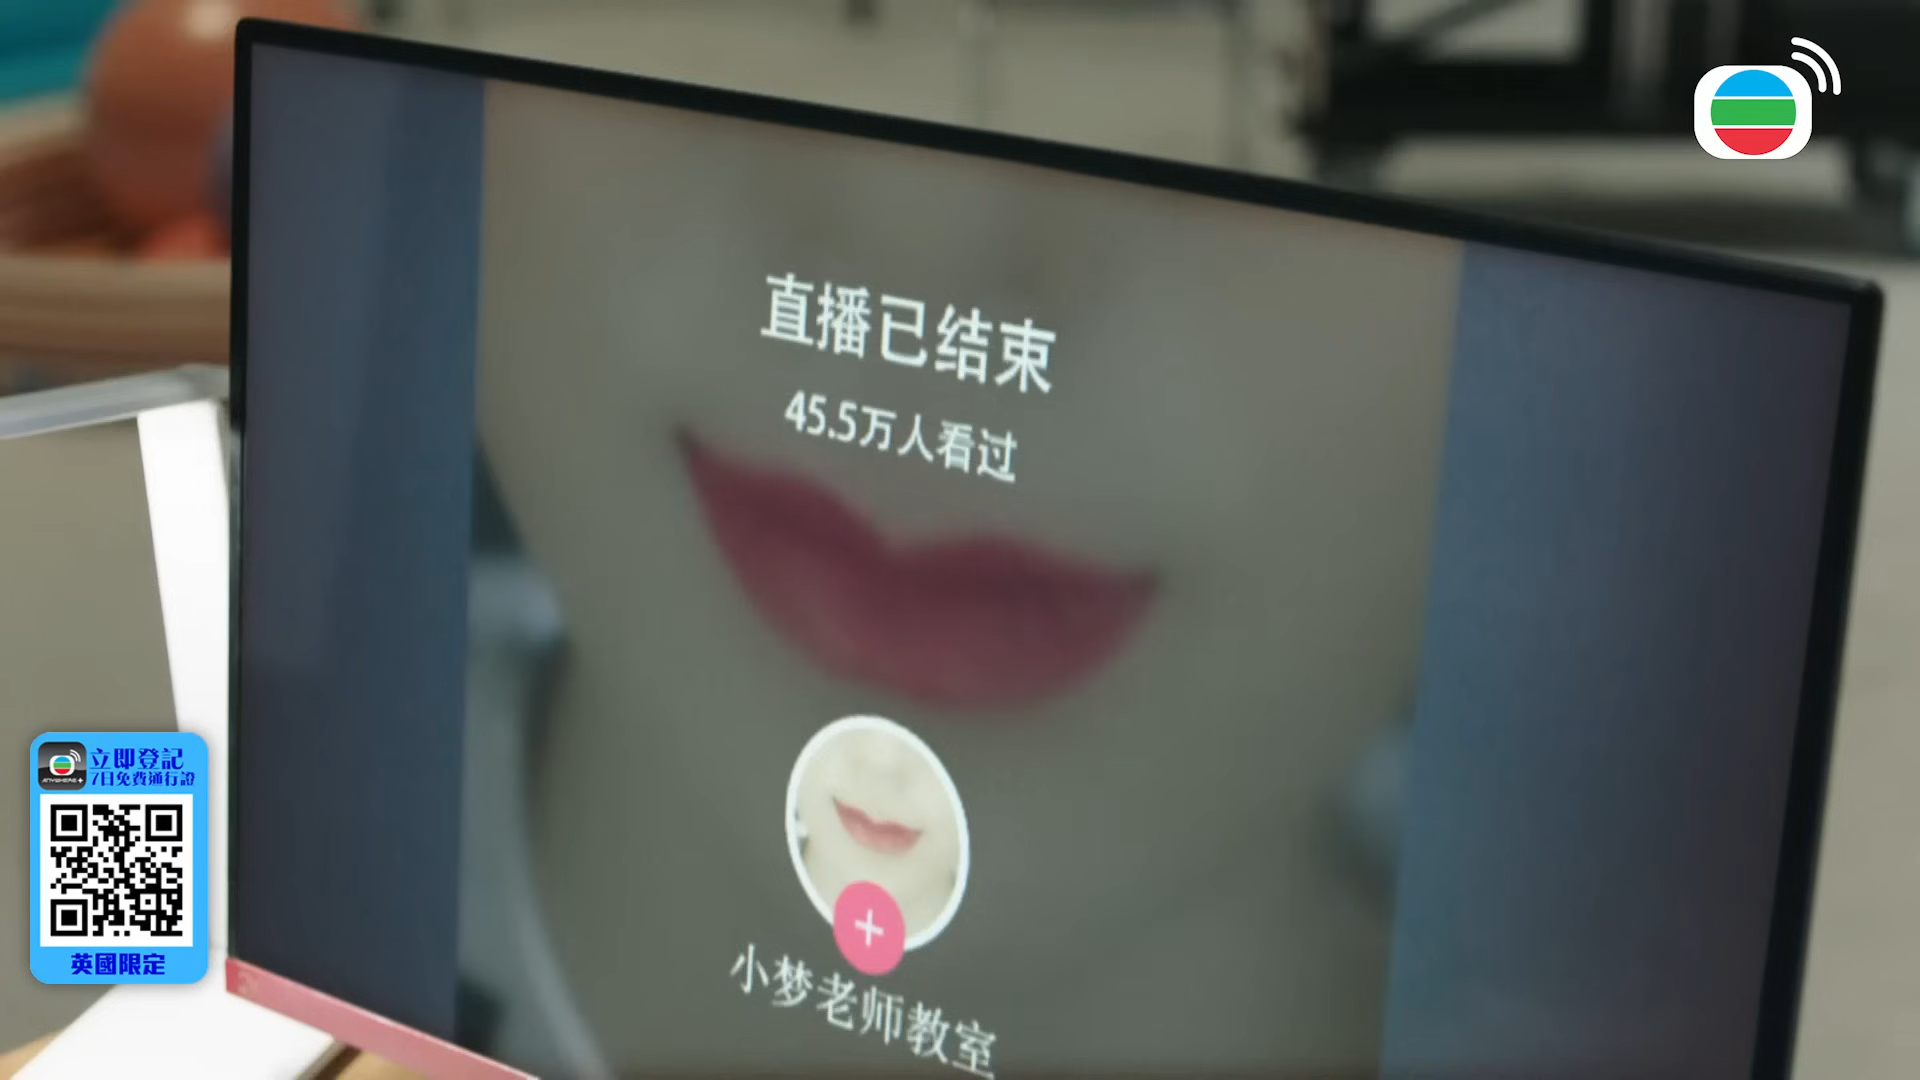 直播已结束
45.5万人看过
小梦老师教室
立即登記
7日免費通行證
英國限定